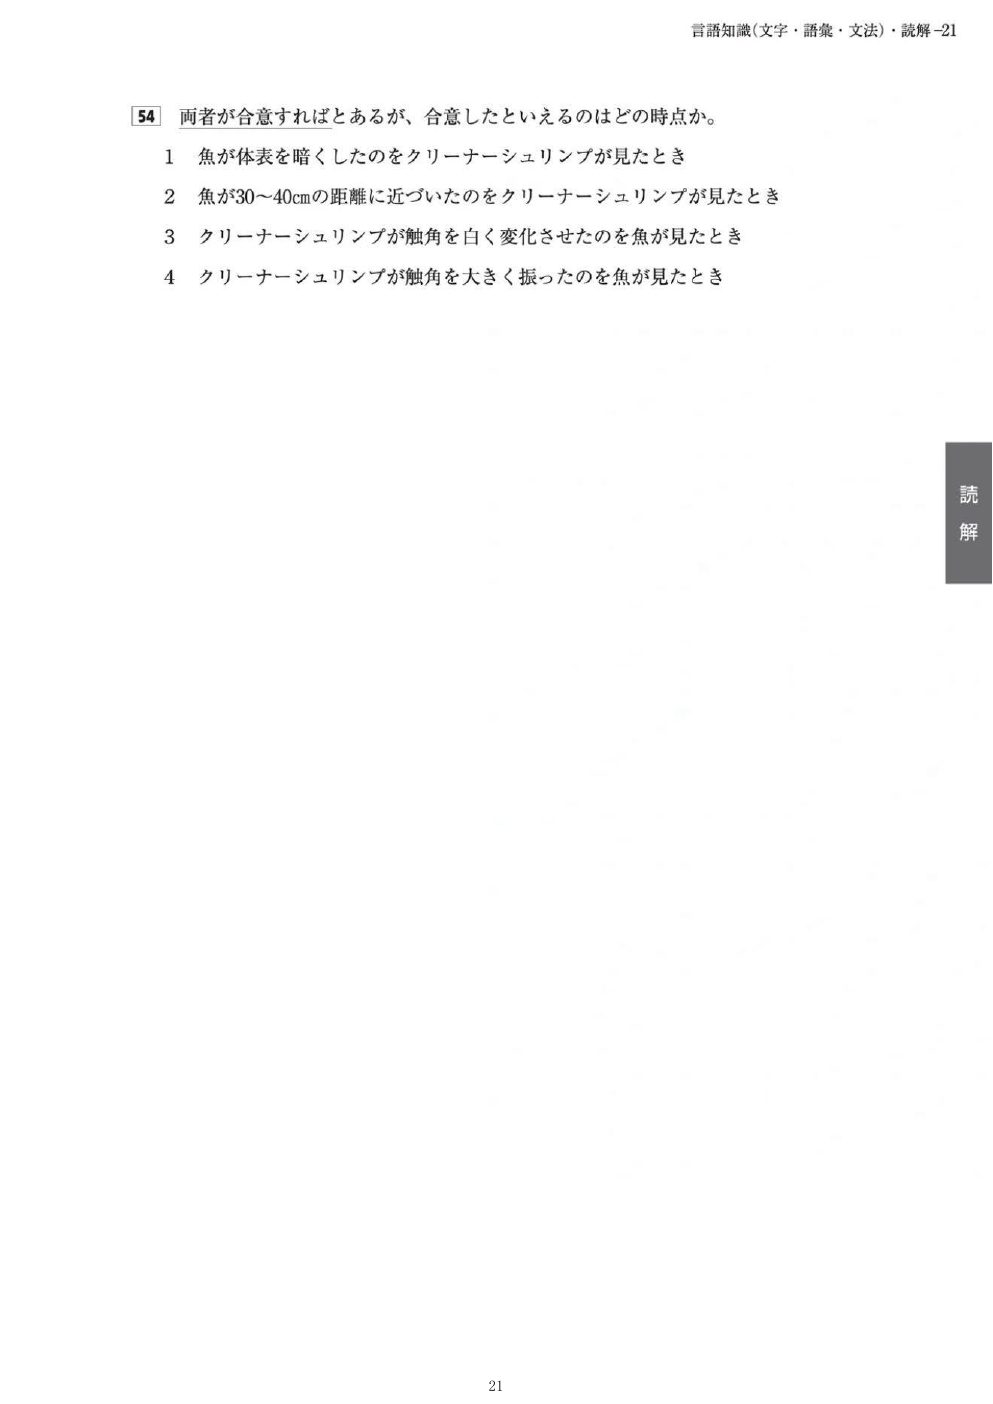 言語知識(文字・語彙・文法)・読解−21
54 両者が合意すればとあるが、合意したといえるのはどの時点か。
1 魚が体表を暗くしたのをクリーナーシュリンプが見たとき
2 魚が30〜40㎝の距離に近づいたのをクリーナーシュリンプが見たとき
3 クリーナーシュリンプが触角を白く変化させたのを魚が見たとき
4 クリーナーシュリンプが触角を大きく振ったのを魚が見たとき
読
解
21